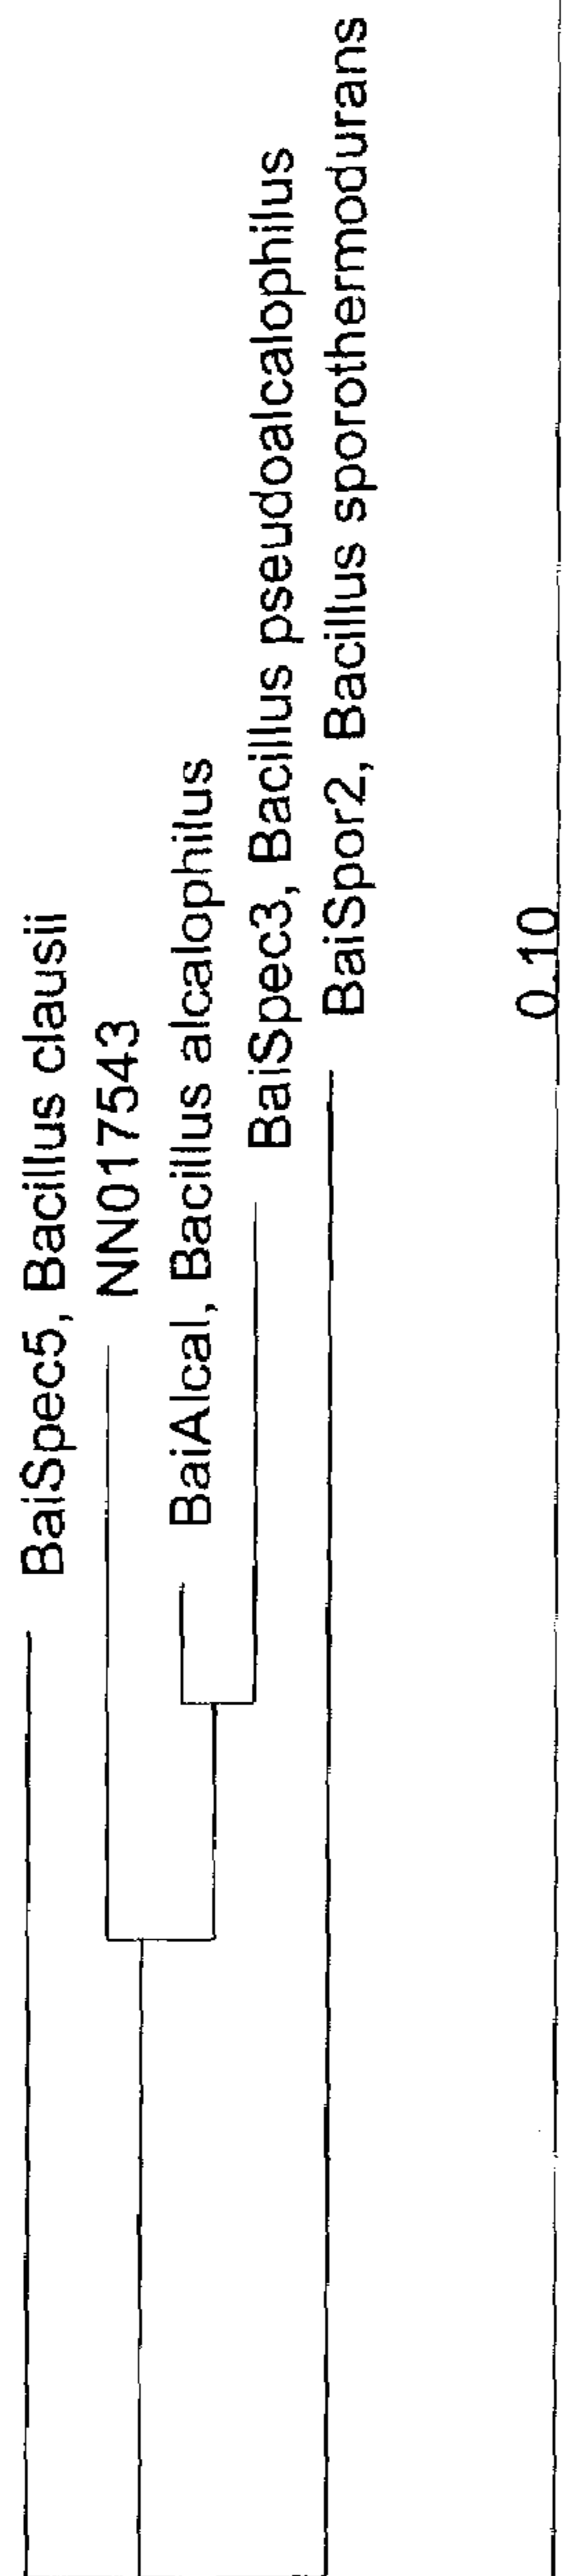 BaiSpec5, Bacillus clausii
NN017543
BaiAlcal, Bacillus alcalophilus
BaiSpec3, Bacillus pseudoalcalophilus
BaiSpor2, Bacillus sporothermodurans
0.10